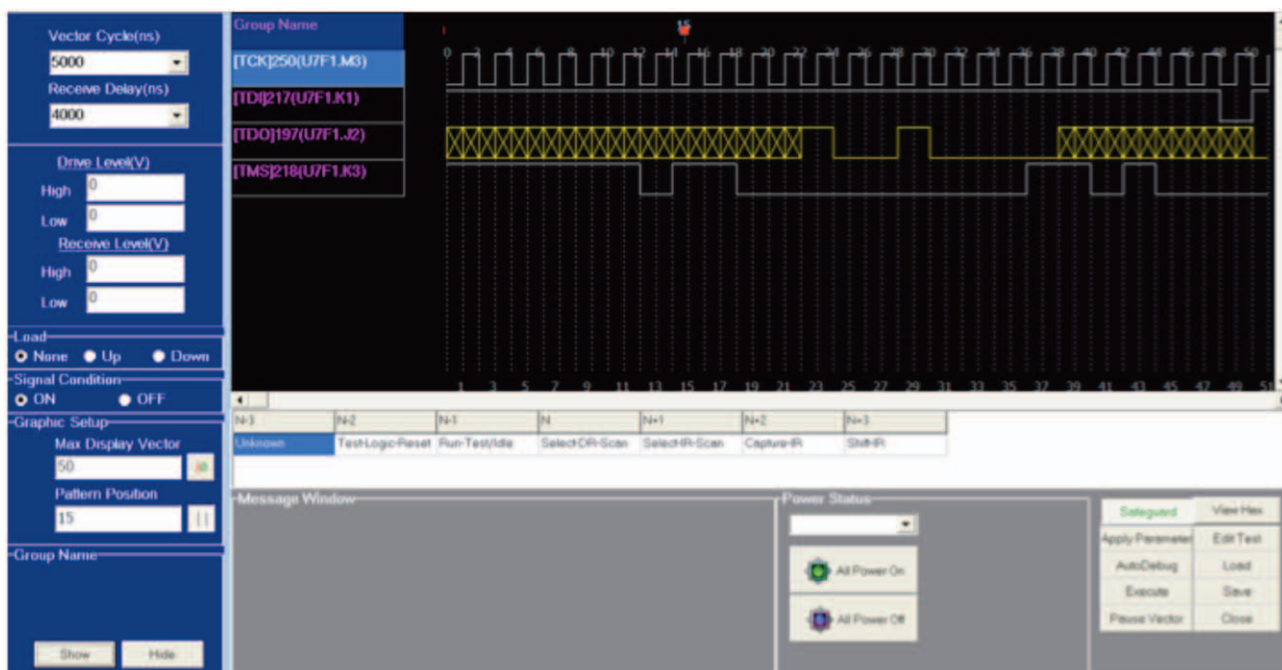 Vector Cycle(ns)
5000
Receive Delay(ns)
4000
Drive Level(V)
High 0
Low 0
Receive Level(V)
High 0
Low 0
Load
None Up Down
Signal Condition
ON OFF
Graphic Setup
Max Display Vector
50
Pattern Position
15
Group Name
Show Hide
Group Name
15
0 2 4 6 8 10 12 14 16 18 20 22 24 26 28 30 32 34 36 38 40 42 44 46 48 50
[TCK]250(U7F1.M3)
[TDI]217(U7F1.K1)
[TDO]197(U7F1.J2)
[TMS]218(U7F1.K3)
1 3 5 7 9 11 13 15 17 19 21 23 25 27 29 31 33 35 37 39 41 43 45 47 49 51
N-3 N-2 N-1 N N+1 N+2 N+3
Unknown Test-Logic-Reset Run-Test/Idle Select-DR-Scan Select-IR-Scan Capture-IR Shift-IR
Message Window
Power Status
All Power On
All Power Off
Safeguard View Hex
Apply Parameter Edit Test
AutoDebug Load
Execute Save
Pause Vector Close